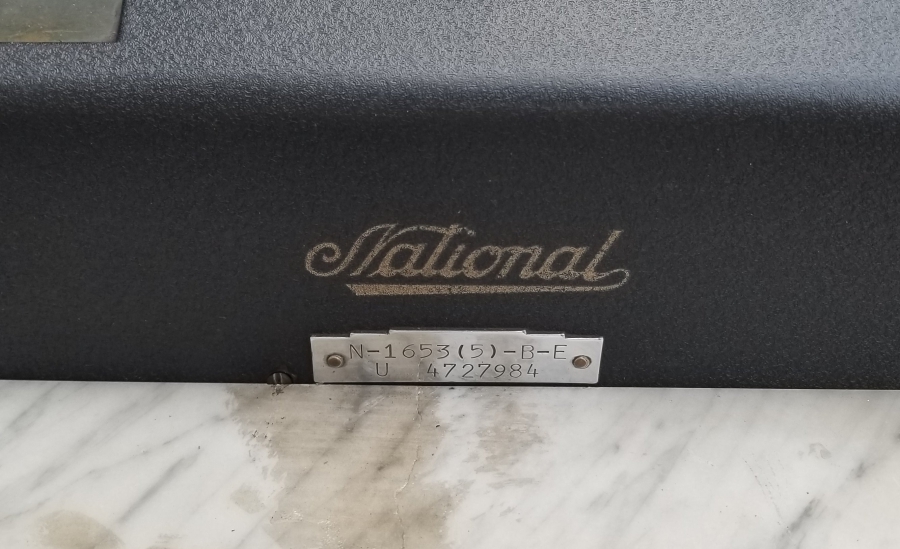 National
N-1653(5)-B-E
U 4727984